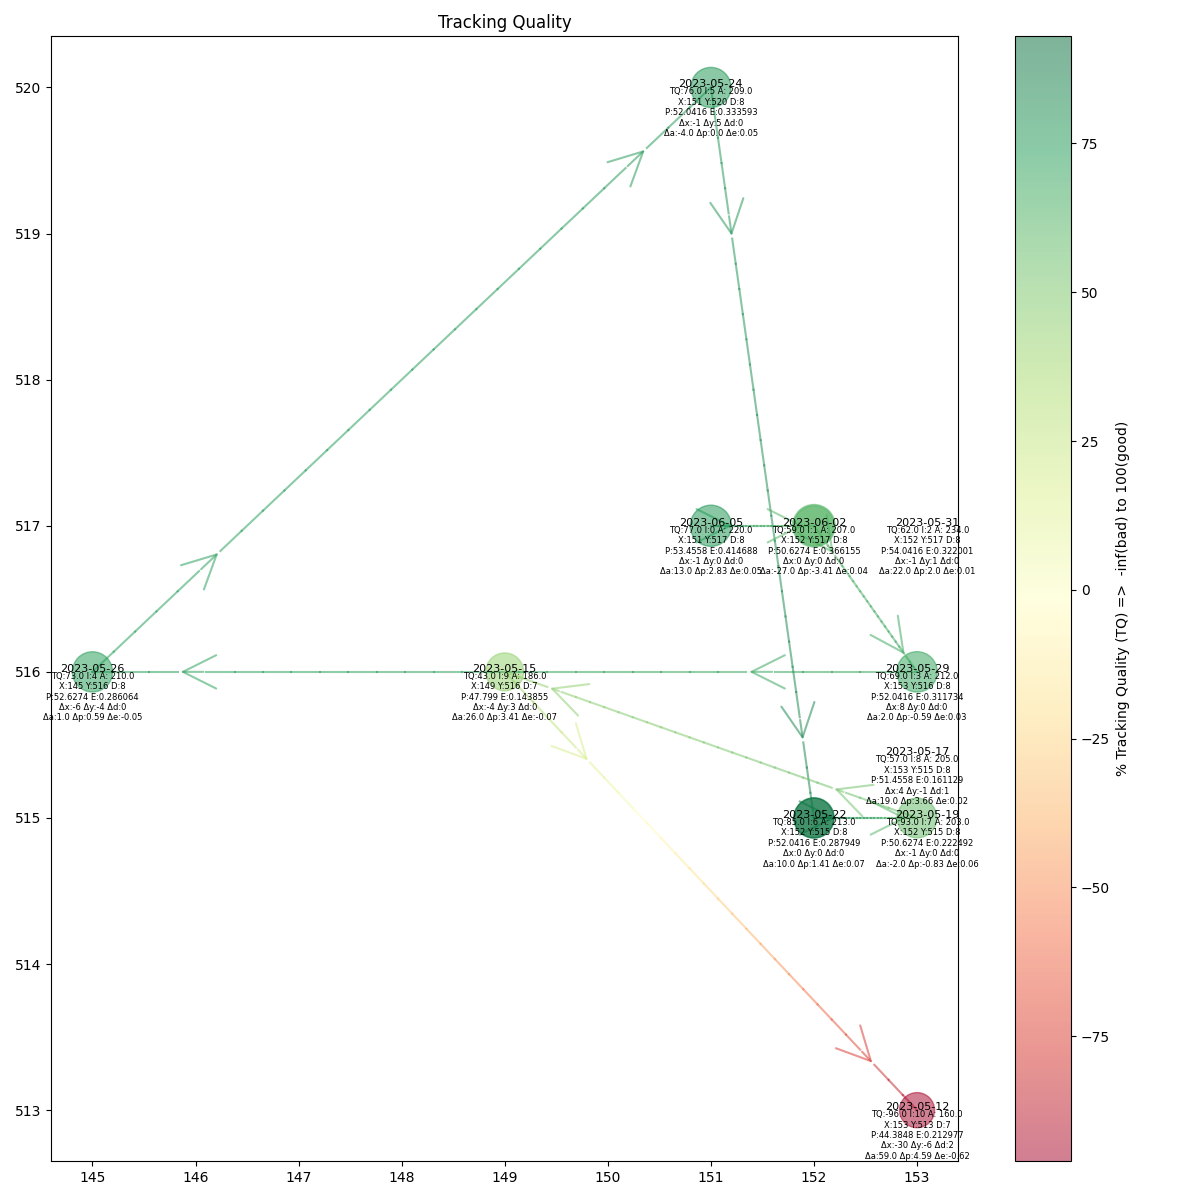 Tracking Quality
2023-05-24
TQ:76.0 I:5 A: 209.0
X:151 Y:520 D:8
P:52.0416 E:0.333593
Δx:-1 Δy:5 Δd:0
Δa:-4.0 Δp:0.0 Δe:0.05
2023-06-05
TQ:77.0 I:0 A: 220.0
X:151 Y:517 D:8
P:53.4558 E:0.414688
Δx:-1 Δy:0 Δd:0
Δa:13.0 Δp:2.83 Δe:0.05
2023-06-02
TQ:59.0 I:1 A: 207.0
X:152 Y:517 D:8
P:50.6274 E:0.366155
Δx:0 Δy:0 Δd:0
Δa:-27.0 Δp:-3.41 Δe:0.04
2023-05-31
TQ:62.0 I:2 A: 234.0
X:152 Y:517 D:8
P:54.0416 E:0.322001
Δx:-1 Δy:1 Δd:0
Δa:22.0 Δp:2.0 Δe:0.01
2023-05-26
TQ:73.0 I:4 A: 210.0
X:145 Y:516 D:8
P:52.6274 E:0.286064
Δx:-6 Δy:-4 Δd:0
Δa:1.0 Δp:0.59 Δe:-0.05
2023-05-15
TQ:43.0 I:9 A: 186.0
X:149 Y:516 D:7
P:47.799 E:0.143855
Δx:-4 Δy:3 Δd:0
Δa:26.0 Δp:3.41 Δe:-0.07
2023-05-29
TQ:69.0 I:3 A: 212.0
X:153 Y:516 D:8
P:52.0416 E:0.311734
Δx:8 Δy:0 Δd:0
Δa:2.0 Δp:-0.59 Δe:0.03
2023-05-17
TQ:57.0 I:8 A: 205.0
X:153 Y:515 D:8
P:51.4558 E:0.161129
Δx:4 Δy:-1 Δd:1
Δa:19.0 Δp:3.66 Δe:0.02
2023-05-22
TQ:85.0 I:6 A: 213.0
X:152 Y:515 D:8
P:52.0416 E:0.287949
Δx:0 Δy:0 Δd:0
Δa:10.0 Δp:1.41 Δe:0.07
2023-05-19
TQ:93.0 I:7 A: 203.0
X:152 Y:515 D:8
P:50.6274 E:0.222492
Δx:-1 Δy:0 Δd:0
Δa:-2.0 Δp:-0.83 Δe:0.06
2023-05-12
TQ:-96.0 I:10 A: 160.0
X:153 Y:513 D:7
P:44.3848 E:0.212977
Δx:-30 Δy:-6 Δd:2
Δa:59.0 Δp:4.59 Δe:-0.62
520
519
518
517
516
515
514
513
145
146
147
148
149
150
151
152
153
75
50
25
0
−25
−50
−75
% Tracking Quality (TQ) => -inf(bad) to 100(good)